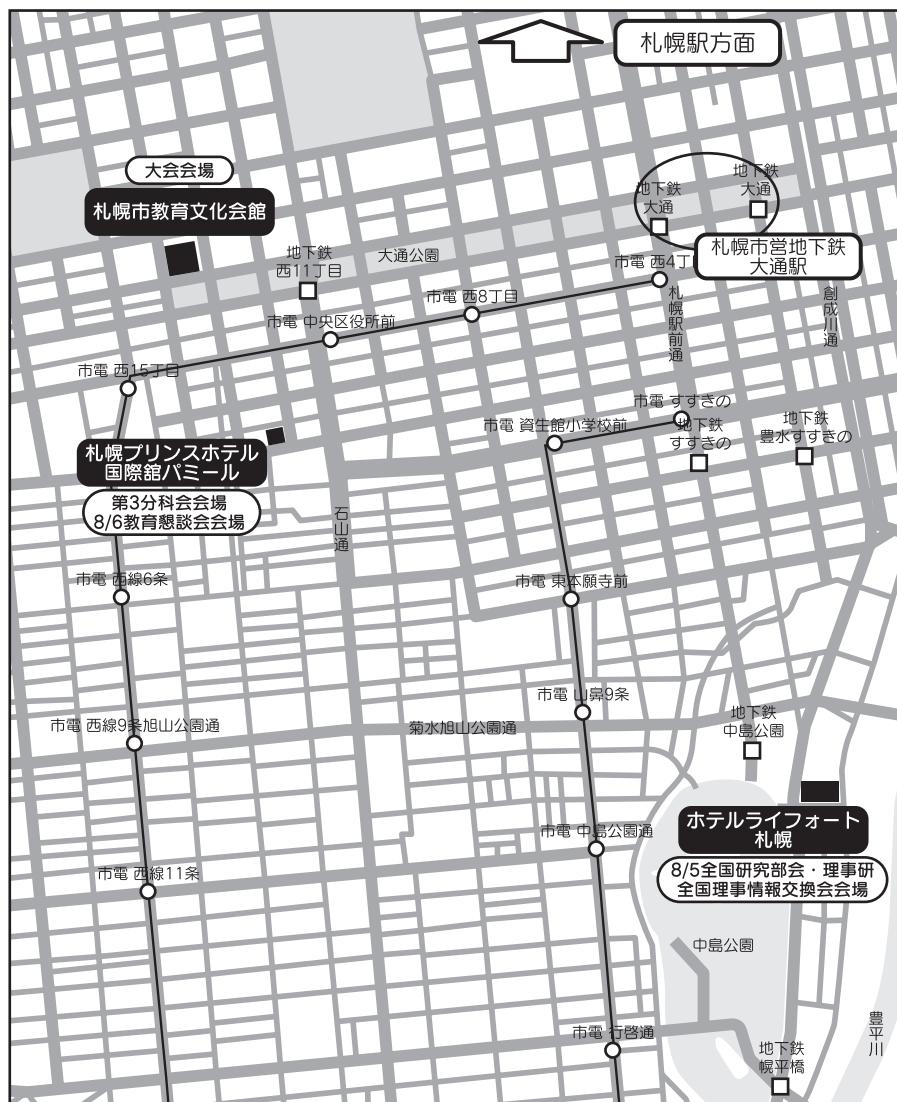 札幌駅方面
大会会場
札幌市教育文化会館
地下鉄
大通
地下鉄
大通
札幌市営地下鉄
大通駅
地下鉄
西11丁目
大通公園
市電 西4丁
市電 西8丁目
市電 中央区役所前
市電 西15丁目
札幌駅前通
創成川通
市電 すすきの
市電 資生館小学校前
地下鉄
すすきの
地下鉄
豊水すすきの
札幌プリンスホテル
国際舘パミール
第3分科会会場
8/6教育懇談会会場
石山通
市電 西線6条
市電 東本願寺前
市電 山鼻9条
市電 西線9条旭山公園通
菊水旭山公園通
地下鉄
中島公園
ホテルライフォート
札幌
8/5全国研究部会・理事研
全国理事情報交換会会場
市電 中島公園通
市電 西線11条
中島公園
市電 行啓通
地下鉄
幌平橋
豊平川